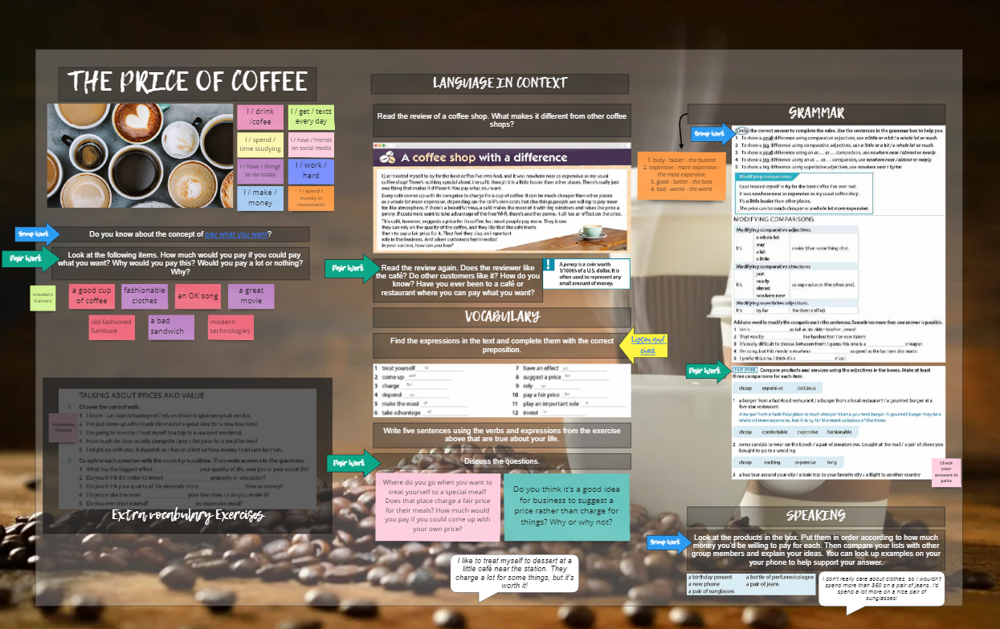 THE PRICE OF COFFEE
I / drink
/cofee
I / get / texts
every day
I / spend /
time studying
I / have / friends
on social media
I / have / things
to do today
I / work /
hard
I / make /
money
I / spend /
money in
restaurants
Group Work
Do you know about the concept of pay what you want?
Pair Work
Look at the following items. How much would you pay if you could pay
what you want? Why would you pay this? Would you pay a lot or nothing?
Why?
sneakers
trainers
a good cup
of coffee
fashionable
clothes
an OK song
a great
movie
old-fashioned
furniture
a bad
sandwich
modern
technologies
TALKING ABOUT PRICES AND VALUE
Vocabulary
Practice
Choose the correct verb.
1 I know I can take advantage of / rely on them to give me great service.
2 I've just come up with / made the most of a great idea for a new business!
3 I'm going to invest in / treat myself to a trip to a spa next weekend.
4 How much do they usually charge for / pay a fair price for a meal for two?
5 I might go with you. It depends on / has an effect on how much I can save by then.
Complete each question with the correct preposition. Then write answers to the questions.
1 What has the biggest effect your quality of life, your job or your social life?
2 Do you think it's better to invest property or education?
3 Do you think your quality of life depends more time or money?
4 Do you make the most your free time, or do you waste it?
5 Do you ever treat yourself an expensive meal?
Extra vocabulary Exercises
LANGUAGE IN CONTEXT
Read the review of a coffee shop. What makes it different from other coffee
shops?
A coffee shop with a difference
I just treated myself to by far the best coffee I've ever had, and it was nowhere near as expensive as my usual
coffee shop! There's nothing special about the café, though it is a little busier than other places. There's really just
one thing that makes it different: You pay what you want.
Every café comes up with its own price to charge for a cup of coffee. It can be much cheaper than other places
or a whole lot more expensive, depending on the café's own costs but also things people are willing to pay more
for, like atmosphere. If there's a beautiful view, a café makes the most of it with big windows and raises the price a
penny. If customers want to take advantage of the free Wi-Fi, there's another penny. It all has an effect on the price.
This café, however, suggests a price for its coffee, but most people pay more. They know
they can rely on the quality of the coffee, and they like that the café trusts
them to pay a fair price for it. They feel they play an important
role in the business. And when customers feel invested
in your success, how can you lose?
Pair Work
Read the review again. Does the reviewer like
the café? Do other customers like it? How do you
know? Have you ever been to a café or
restaurant where you can pay what you want?
!
A penny is a coin worth
1/100th of a U.S. dollar. It is
often used to represent any
small amount of money.
VOCABULARY
Find the expressions in the text and complete them with the correct
preposition.
Listen and
check
1 treat yourself to
2 come up with
3 charge for
4 depend on
5 make the most of
6 take advantage of
7 have an effect on
8 suggest a price for
9 rely on
10 pay a fair price for
11 play an important role in
12 invest in
Write five sentences using the verbs and expressions from the exercise
above that are true about your life.
Pair Work
Discuss the questions.
Where do you go when you want to
treat yourself to a special meal?
Does that place charge a fair price
for their meals? How much would
you pay if you could come up with
your own price?
Do you think it's a good idea
for business to suggest a
price rather than charge for
things? Why or why not?
I like to treat myself to dessert at a
little café near the station. They
charge a lot for some things, but it's
worth it!
GRAMMAR
Group Work
1. busy - busier - the busiest
2. expensive - more expensive -
the most expensive
3. good - better - the best
4. bad - worse - the worst
Circle the correct answer to complete the rules. Use the sentences in the grammar box to help you.
1 To show a small difference using comparative adjectives, use a little or a bit / a whole lot or much.
2 To show a big difference using comparative adjectives, use a little or a bit / a whole lot or much.
3 To show a small difference using an as … as … comparison, use nowhere near / almost or nearly.
4 To show a big difference using an as … as … comparison, use nowhere near / almost or nearly.
5 To show a big difference using superlative adjectives, use nowhere near / by far
Modifying comparisons
I just treated myself to by far the best coffee I've ever had.
It was nowhere near as expensive as my usual coffee shop.
It's a little busier than other places.
The price can be much cheaper or a whole lot more expensive.
MODIFYING COMPARISONS
Modifying comparative adjectives.
It's
a whole lot
way
a bit
a little
easier (than something else)
Modifying comparative structures
It's
just
nearly
almost
nowhere near
as expensive as (the other one).
Modifying superlative adjectives.
It's by far the (best coffee).
Add one word to modify the comparisons in the sentences. Sometimes more than one answer is possible.
1 Ian is as tall as his older brother
2 That was by the hardest test I've ever taken!
3 It's really difficult to choose between them. I guess this one is a cheaper.
4 I'm sorry, but this movie is nowhere as good as the last one she made.
5 I prefer this one. I think it's a nicer.
Pair Work
PAIR WORK Compare products and services using the adjectives in the boxes. Make at least
three comparisons for each item.
cheap expensive delicious
1 a burger from a fast-food restaurant / a burger from a local restaurant / a gourmet burger at a
five-star restaurant
A burger from a fast-food place is much cheaper than a gourmet burger. A gourmet burger may be a
whole lot more expensive, but it is by far the most delicious of the three.
cheap comfortable expensive fashionable
2 some sandals to wear on the beach / a pair of sneakers you bought at the mall / a pair of shoes you
bought to go to a wedding
cheap exciting expensive long
3 a bus tour around your city / a train trip to your favorite city / a flight to another country
Check
your
answers in
pairs
SPEAKING
Group Work
Look at the products in the box. Put them in order according to how much
money you'd be willing to pay for each. Then compare your lists with other
group members and explain your ideas. You can look up examples on your
phone to help support your answer.
a birthday present
a new phone
a pair of sunglasses
a bottle of perfume/cologne
a pair of jeans
I don't really care about clothes, so I wouldn't
spend more than $60 on a pair of jeans. I'd
spend a lot more on a nice pair of
sunglasses!